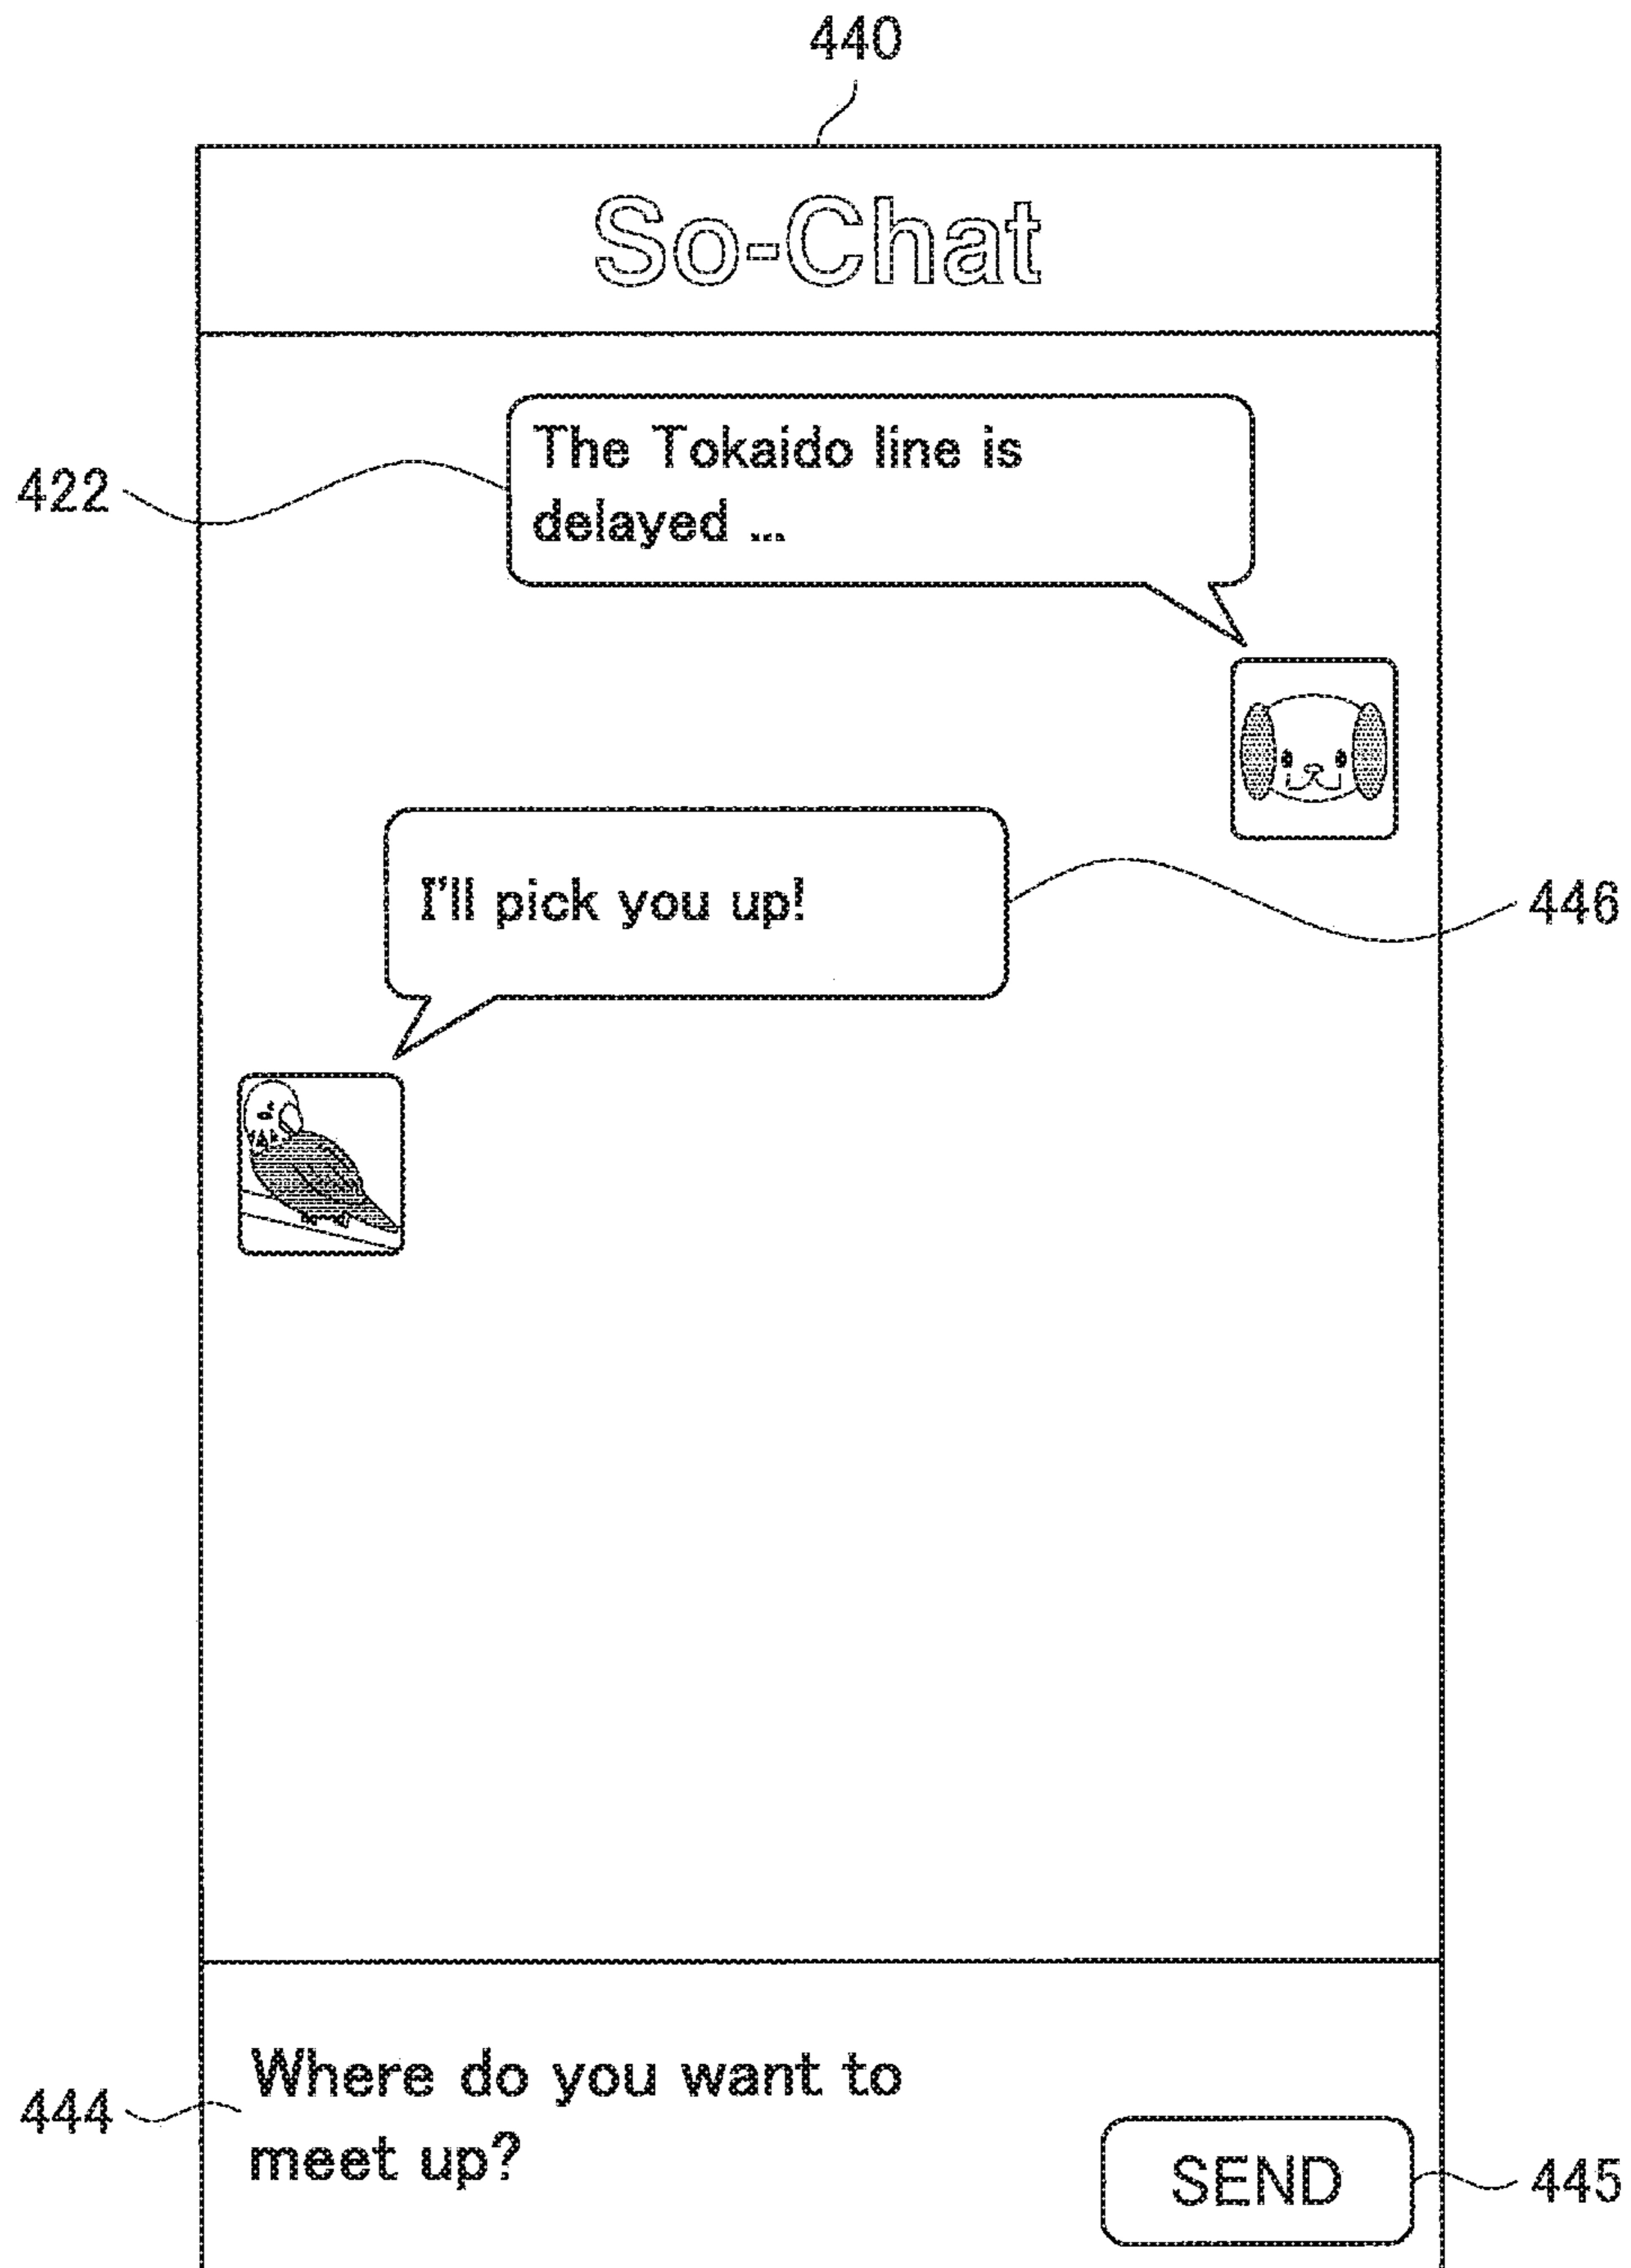 440
So-Chat
The Tokaido line is
delayed ...
422
I'll pick you up!
446
Where do you want to
meet up?
444
SEND
445